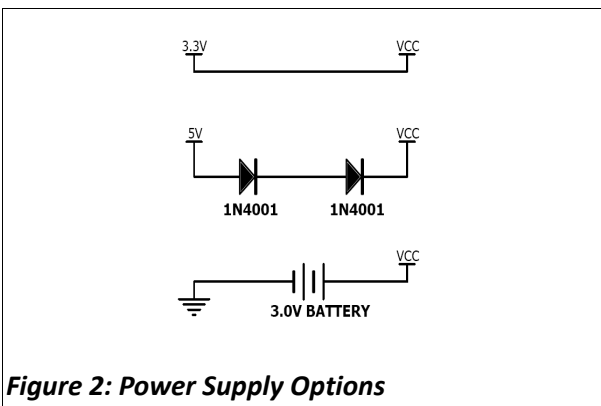 3.3V VCC
5V VCC
1N4001 1N4001
VCC
3.0V BATTERY
Figure 2: Power Supply Options